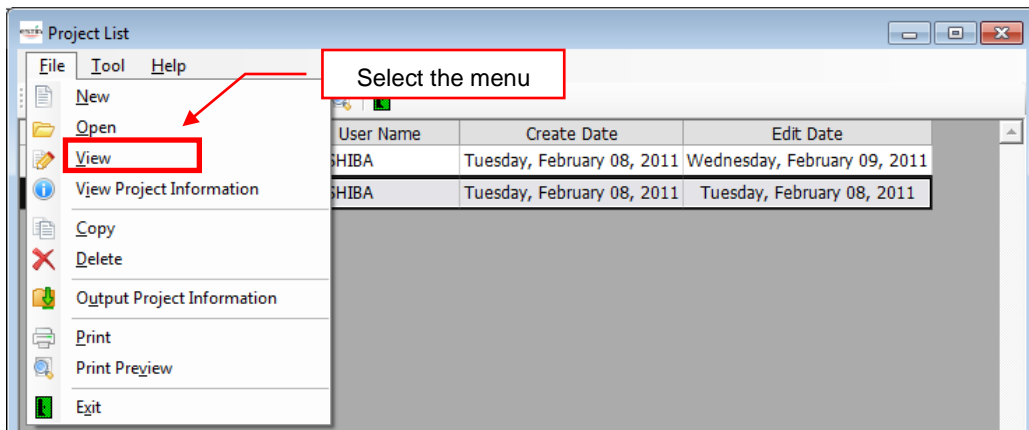 Project List
File Tool Help
Select the menu
New
Open
View
View Project Information
Copy
Delete
Output Project Information
Print
Print Preview
Exit
User Name Create Date Edit Date
SHIBA Tuesday, February 08, 2011 Wednesday, February 09, 2011
SHIBA Tuesday, February 08, 2011 Tuesday, February 08, 2011